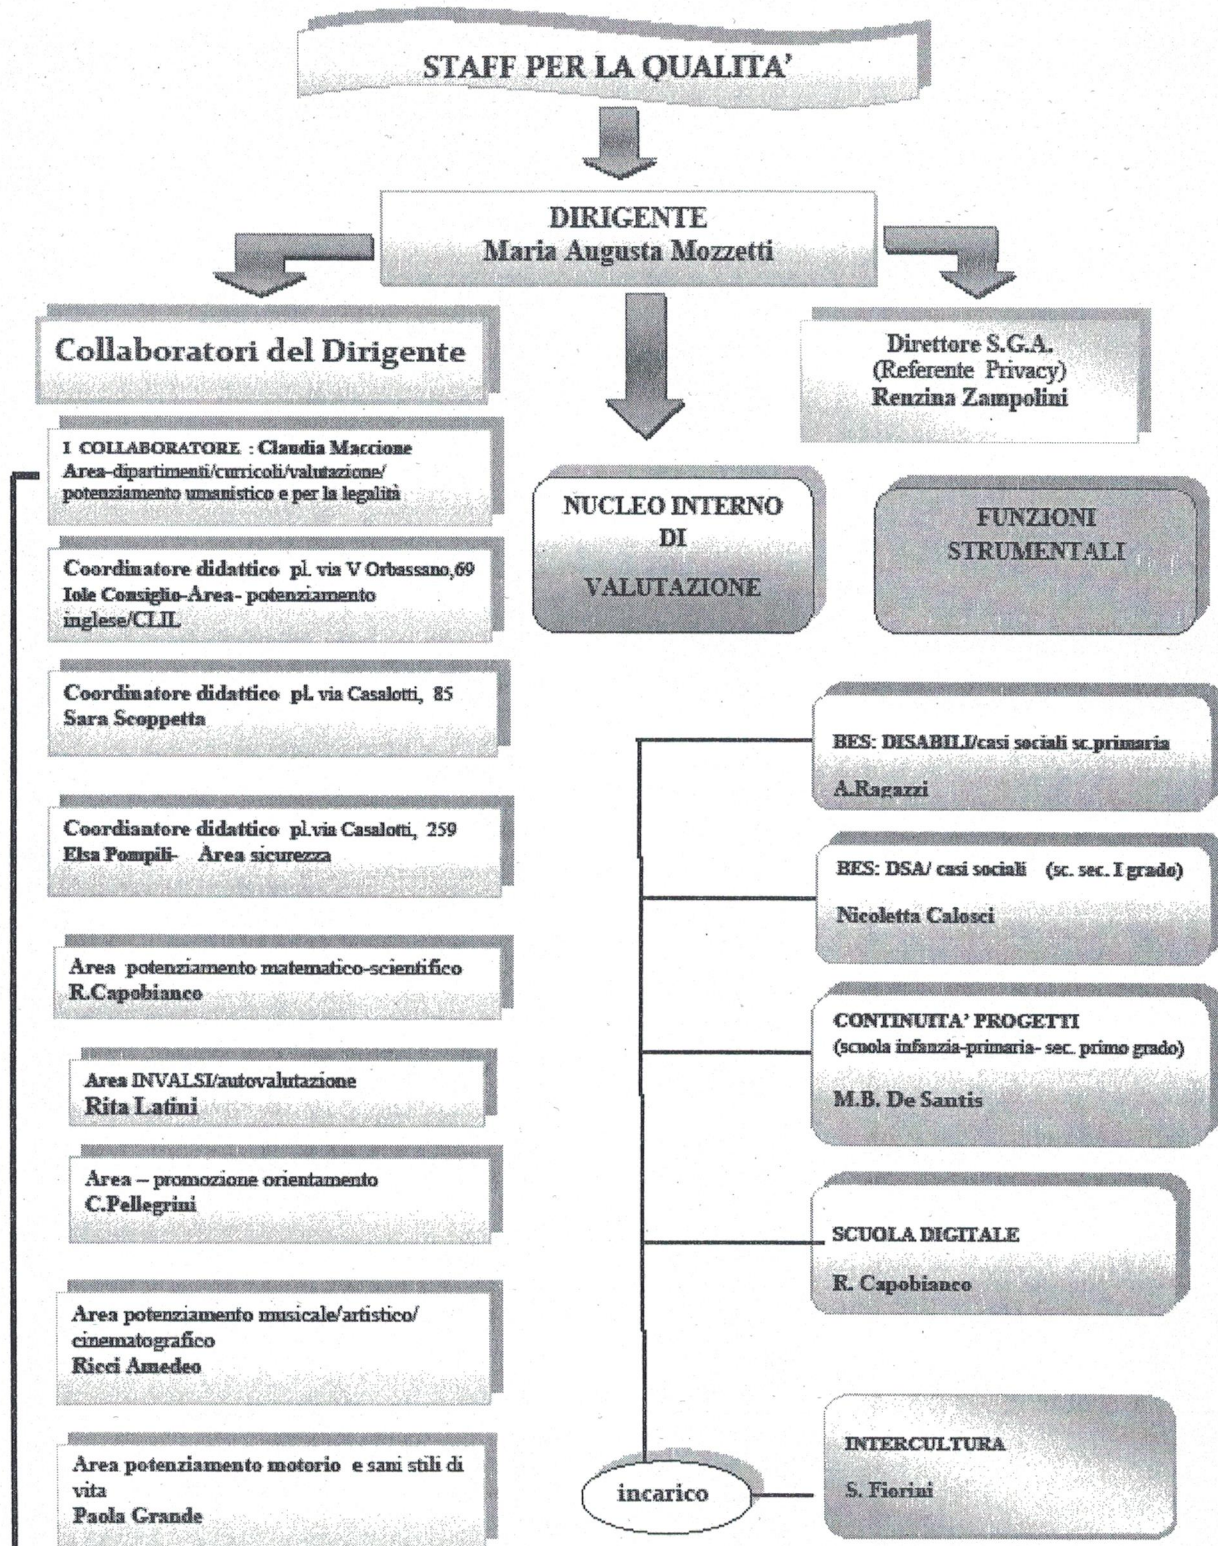 STAFF PER LA QUALITA’
DIRIGENTE
Maria Augusta Mozzetti
Collaboratori del Dirigente
I COLLABORATORE : Claudia Maccione
Area-dipartimenti/curricoli/valutazione/
potenziamento umanistico e per la legalità
Coordinatore didattico pl. via V Orbassano,69
Iole Consiglio-Area- potenziamento
inglese/CLIL
Coordinatore didattico pl. via Casalotti, 85
Sara Scoppetta
Coordiantore didattico pl.via Casalotti, 259
Elsa Pompili- Area sicurezza
Area potenziamento matematico-scientifico
R.Capobianco
Area INVALSI/autovalutazione
Rita Latini
Area – promozione orientamento
C.Pellegrini
Area potenziamento musicale/artistico/
cinematografico
Ricci Amedeo
Area potenziamento motorio e sani stili di
vita
Paola Grande
NUCLEO INTERNO
DI
VALUTAZIONE
Direttore S.G.A.
(Referente Privacy)
Renzina Zampolini
FUNZIONI
STRUMENTALI
BES: DISABILI/casi sociali sc.primaria
A.Ragazzi
BES: DSA/ casi sociali (sc. sec. I grado)
Nicoletta Calosci
CONTINUITA’ PROGETTI
(scuola infanzia-primaria- sec. primo grado)
M.B. De Santis
SCUOLA DIGITALE
R. Capobianco
incarico
INTERCULTURA
S. Fiorini